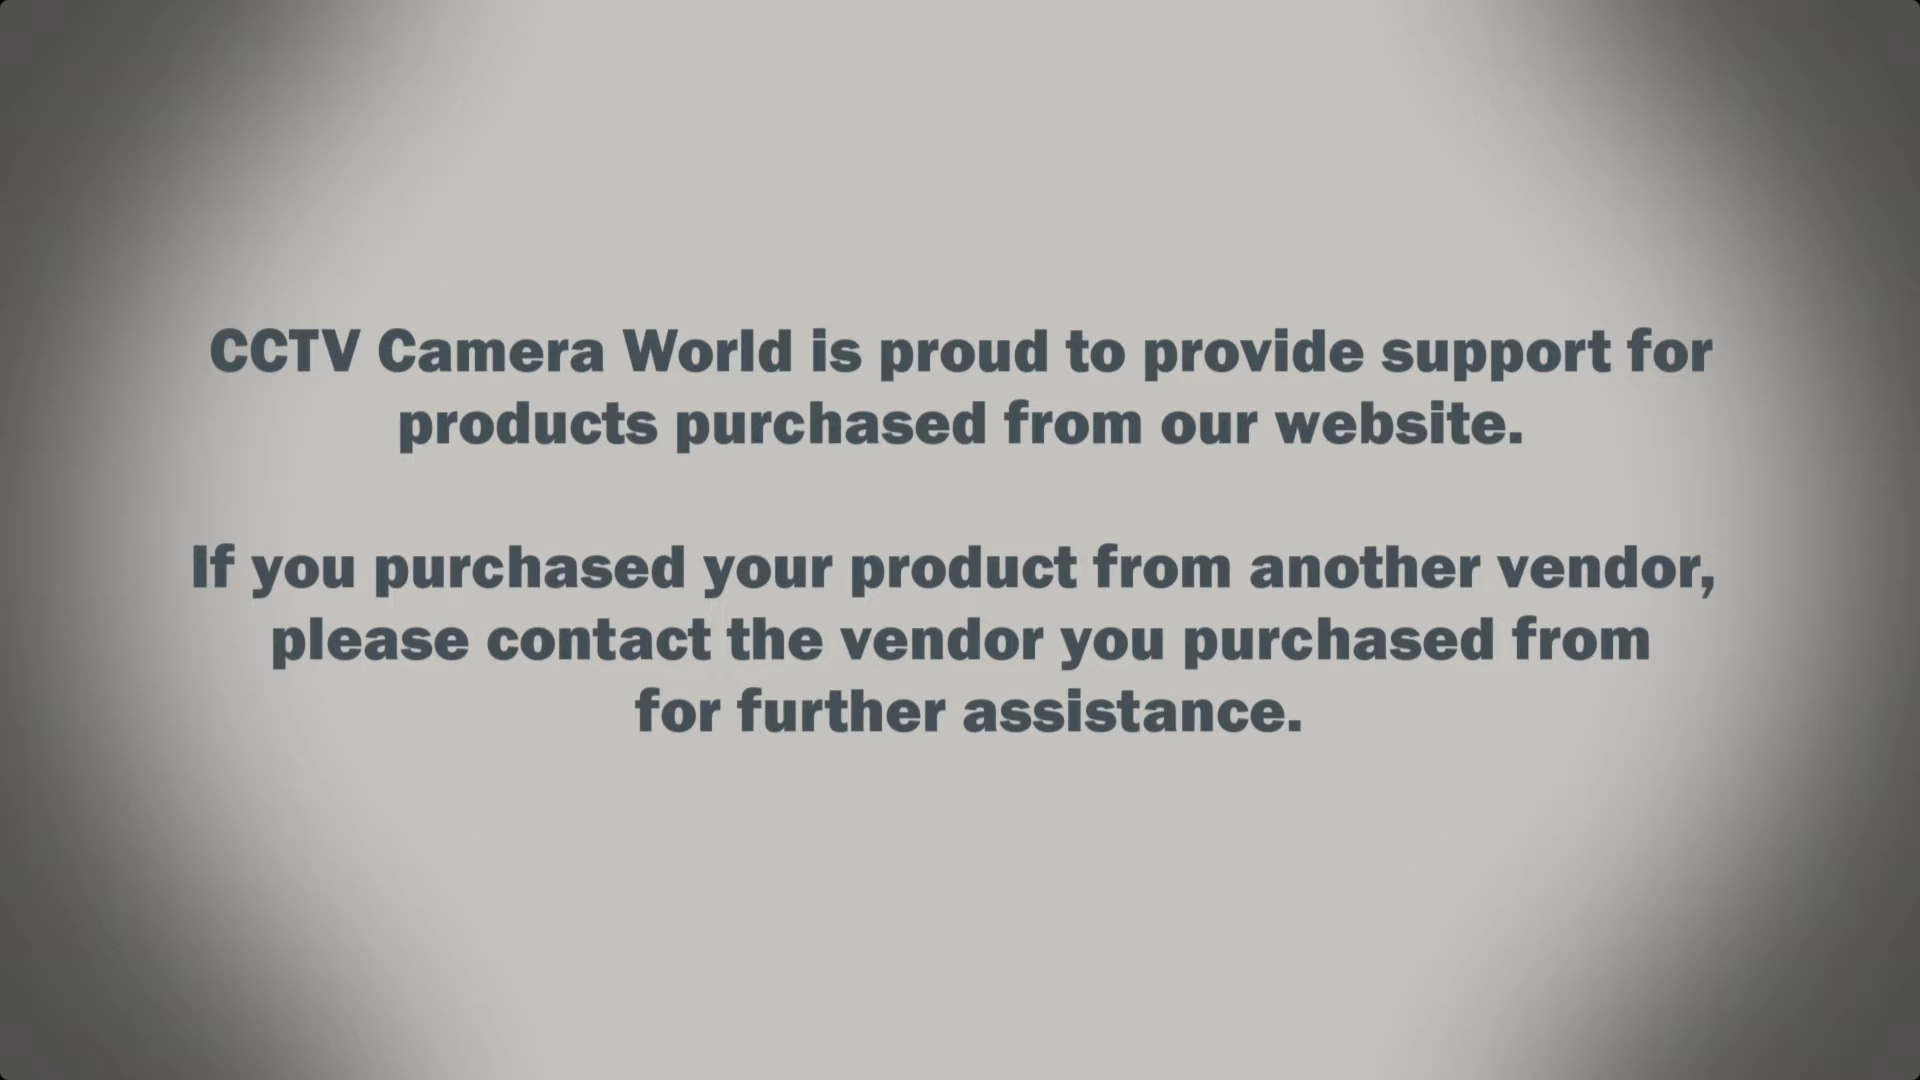 CCTV Camera World is proud to provide support for
products purchased from our website.
If you purchased your product from another vendor,
please contact the vendor you purchased from
for further assistance.